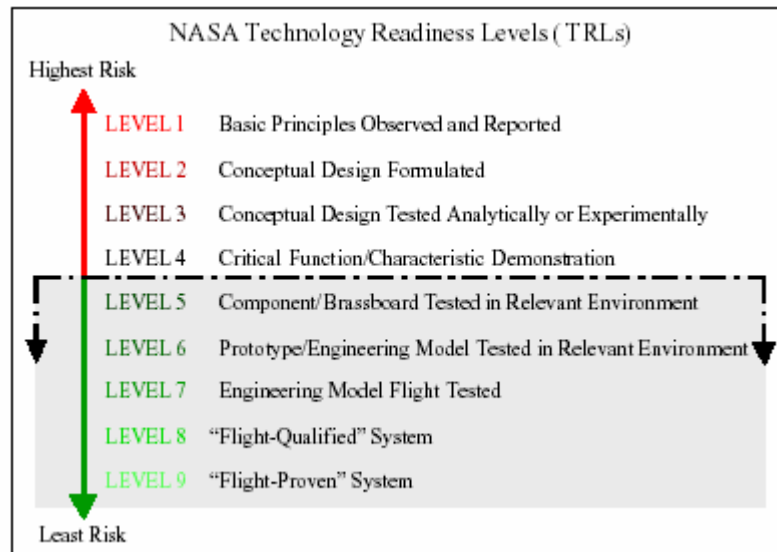 NASA Technology Readiness Levels ( TRLs)
Highest Risk
LEVEL 1 Basic Principles Observed and Reported
LEVEL 2 Conceptual Design Formulated
LEVEL 3 Conceptual Design Tested Analytically or Experimentally
LEVEL 4 Critical Function/Characteristic Demonstration
LEVEL 5 Component/Brassboard Tested in Relevant Environment
LEVEL 6 Prototype/Engineering Model Tested in Relevant Environment
LEVEL 7 Engineering Model Flight Tested
LEVEL 8 “Flight-Qualified” System
LEVEL 9 “Flight-Proven” System
Least Risk